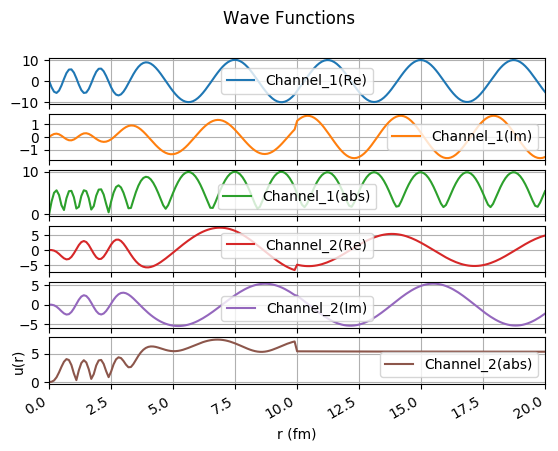 Wave Functions
10
0
−10
Channel_1(Re)
1
0
−1
Channel_1(Im)
10
0
Channel_1(abs)
5
0
−5
Channel_2(Re)
5
0
−5
Channel_2(Im)
u(r)
5
0
Channel_2(abs)
0.0 2.5 5.0 7.5 10.0 12.5 15.0 17.5 20.0
r (fm)